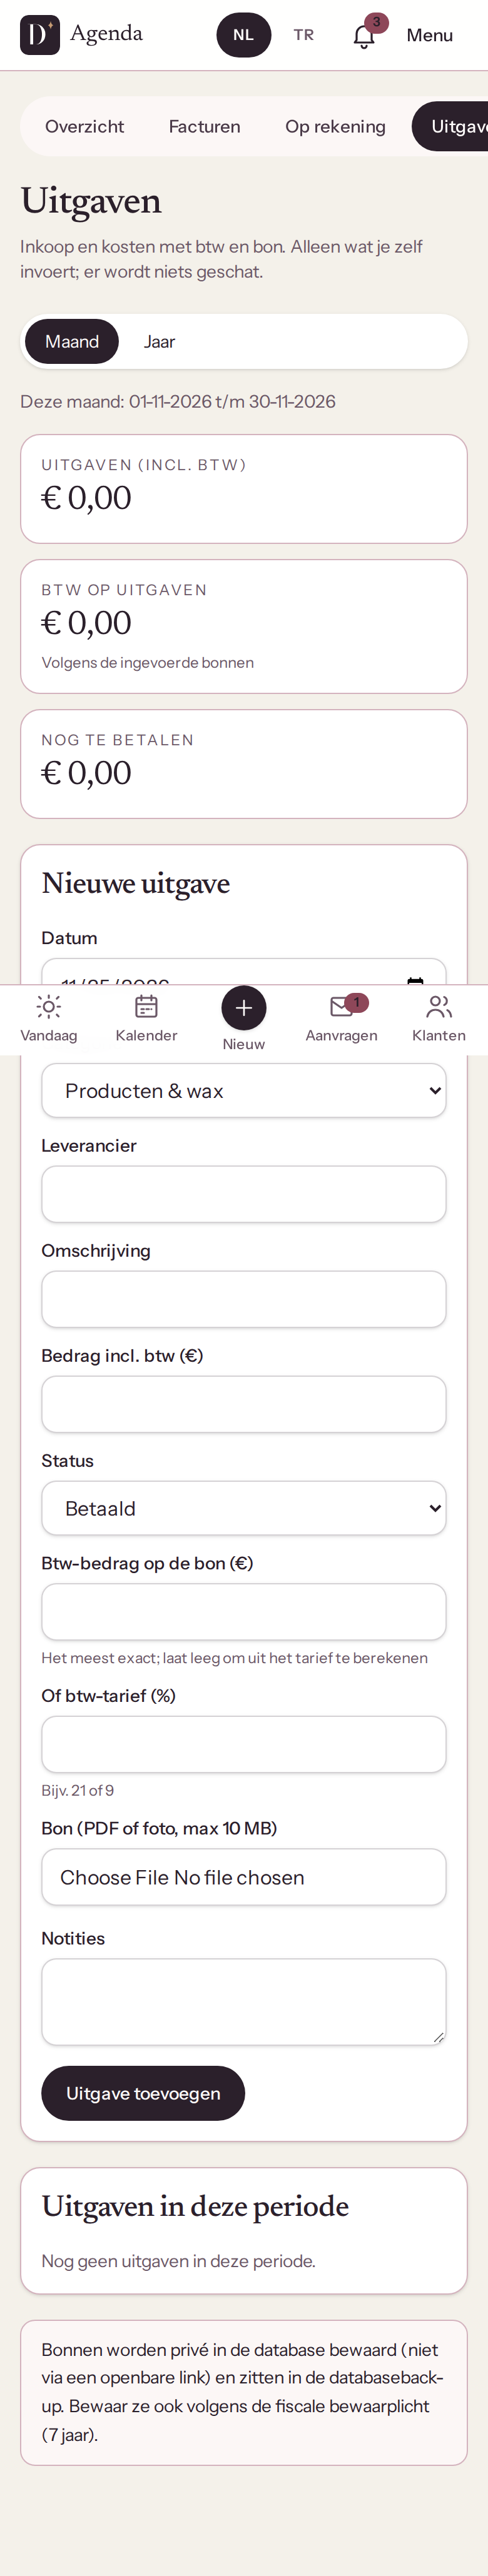 D Agenda NL TR 3 Menu
Overzicht Facturen Op rekening Uitgav
Uitgaven
Inkoop en kosten met btw en bon. Alleen wat je zelf
invoert; er wordt niets geschat.
Maand Jaar
Deze maand: 01-11-2026 t/m 30-11-2026
UITGAVEN (INCL. BTW)
€ 0,00
BTW OP UITGAVEN
€ 0,00
Volgens de ingevoerde bonnen
NOG TE BETALEN
€ 0,00
Nieuwe uitgave
Datum
11/25/2026
Vandaag Kalender Nieuw 1 Aanvragen Klanten
Producten & wax
Leverancier
Omschrijving
Bedrag incl. btw (€)
Status
Betaald
Btw-bedrag op de bon (€)
Het meest exact; laat leeg om uit het tarief te berekenen
Of btw-tarief (%)
Bijv. 21 of 9
Bon (PDF of foto, max 10 MB)
Choose File No file chosen
Notities
Uitgave toevoegen
Uitgaven in deze periode
Nog geen uitgaven in deze periode.
Bonnen worden privé in de database bewaard (niet
via een openbare link) en zitten in de databaseback-
up. Bewaar ze ook volgens de fiscale bewaarplicht
(7 jaar).